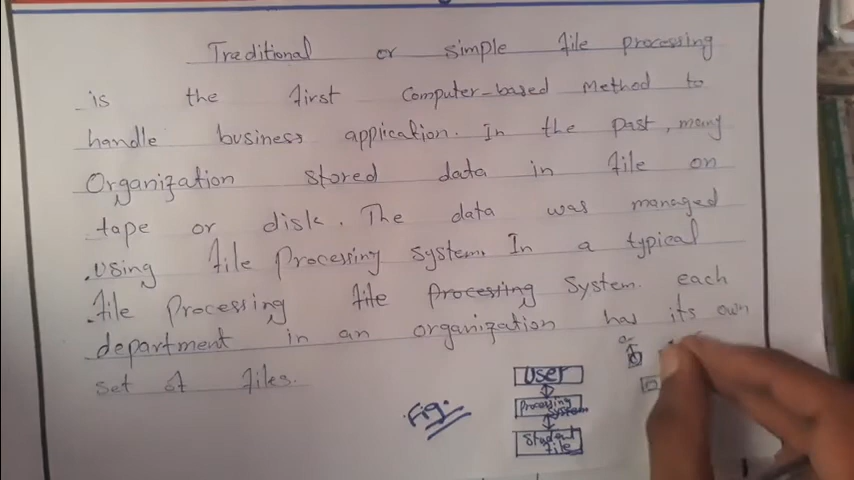 Traditional or simple file processing
is the first computer-based method to
handle business application. In the past, many
Organization stored data in file on
tape or disk. The data was managed
using file processing system. In a typical
file processing file processing system. each
department in an organization has its own
set of files.
Fig.
User
Processing
System
Student
file
or